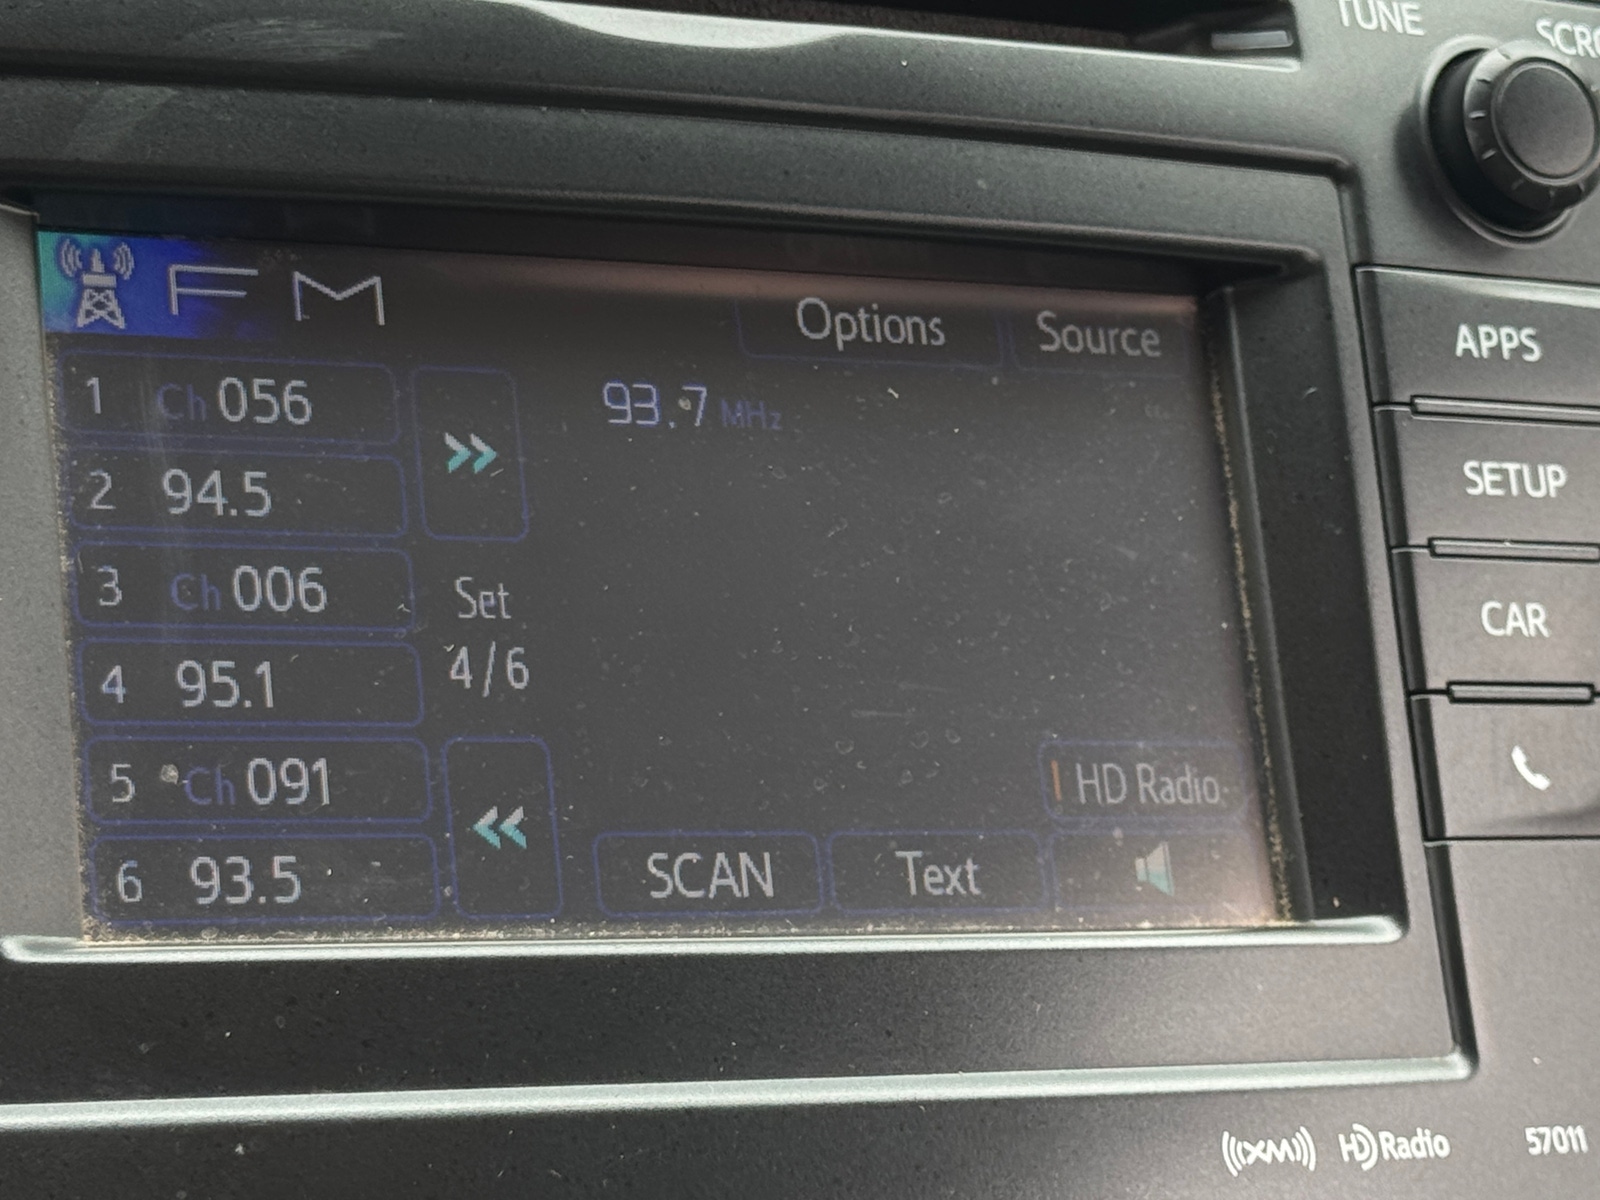 TUNE
FM
Options
Source
1 Ch 056
93.7 MHz
2 94.5
3 Ch 006
Set
4/6
4 95.1
5 Ch 091
HD Radio
6 93.5
SCAN
Text
APPS
SETUP
CAR
((XM))
HD Radio
57011